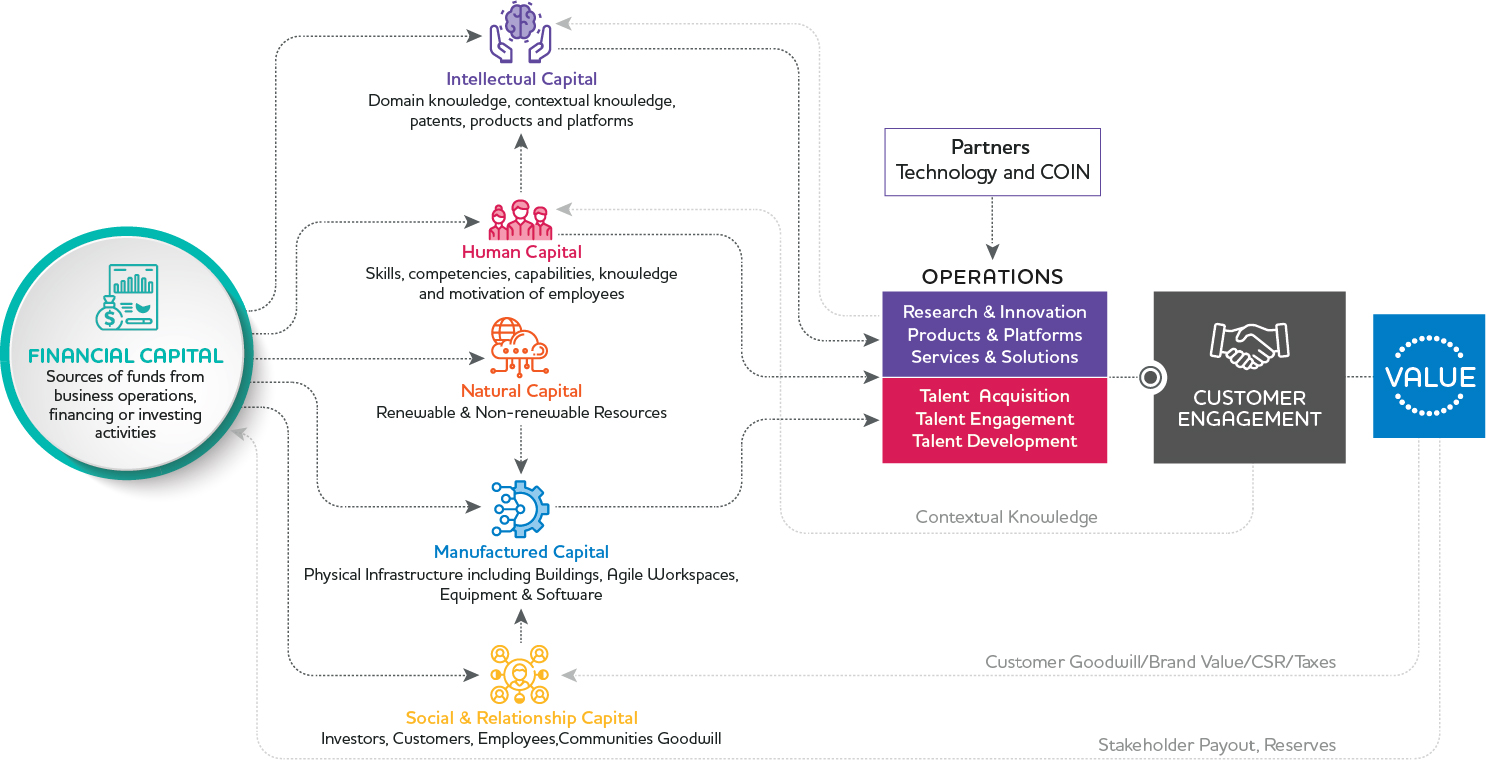 Intellectual Capital
Domain knowledge, contextual knowledge,
patents, products and platforms
Partners
Technology and COIN
Human Capital
Skills, competencies, capabilities, knowledge
and motivation of employees
OPERATIONS
Research & Innovation
Products & Platforms
Services & Solutions
Talent Acquisition
Talent Engagement
Talent Development
$
FINANCIAL CAPITAL
Sources of funds from
business operations,
financing or investing
activities
Natural Capital
Renewable & Non-renewable Resources
CUSTOMER
ENGAGEMENT
VALUE
Contextual Knowledge
Manufactured Capital
Physical Infrastructure including Buildings, Agile Workspaces,
Equipment & Software
Customer Goodwill/Brand Value/CSR/Taxes
Social & Relationship Capital
Investors, Customers, Employees,Communities Goodwill
Stakeholder Payout, Reserves